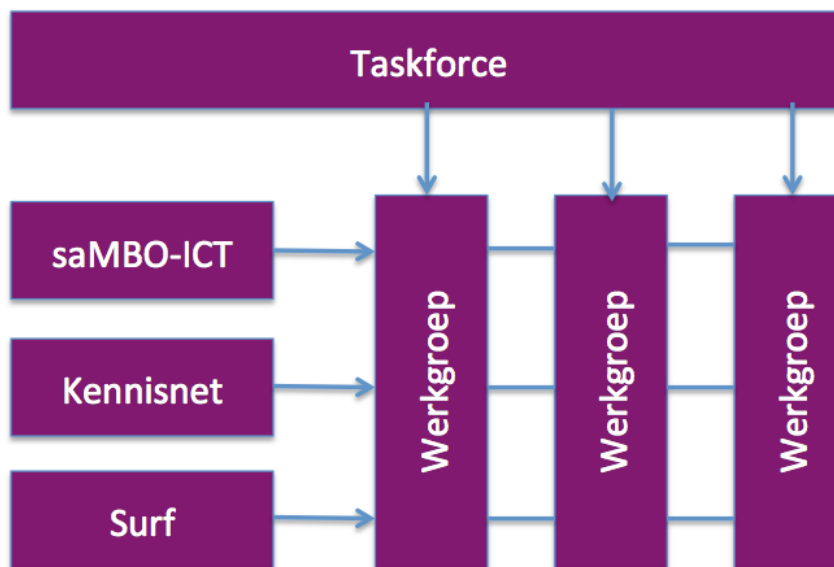 Taskforce
saMBO-ICT
Kennisnet
Surf
Werkgroep
Werkgroep
Werkgroep